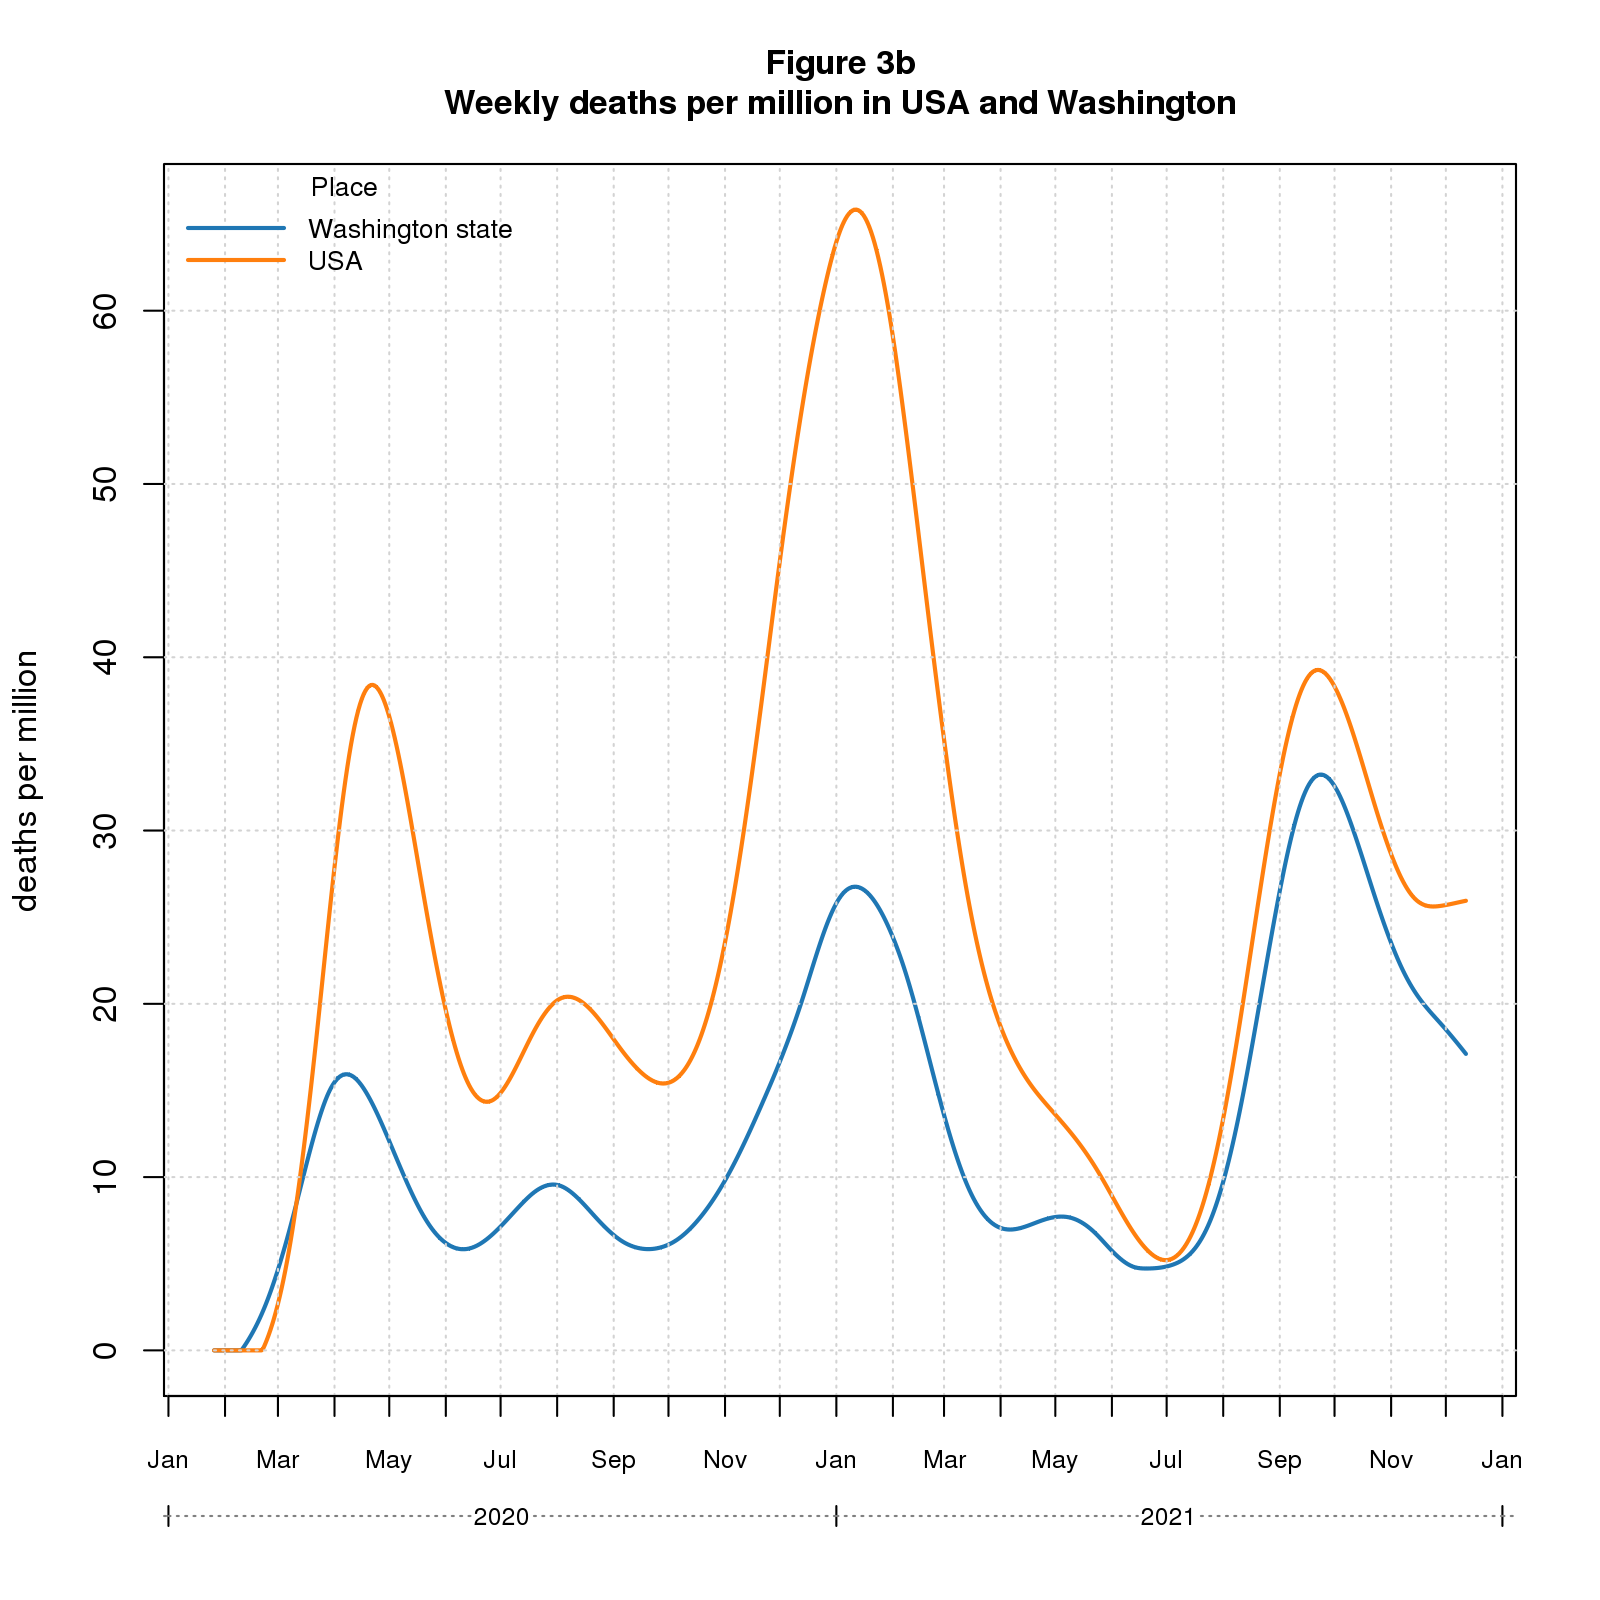 Figure 3b
Weekly deaths per million in USA and Washington
Place
Washington state
USA
deaths per million
60
50
40
30
20
10
0
Jan Mar May Jul Sep Nov Jan Mar May Jul Sep Nov Jan
2020 2021